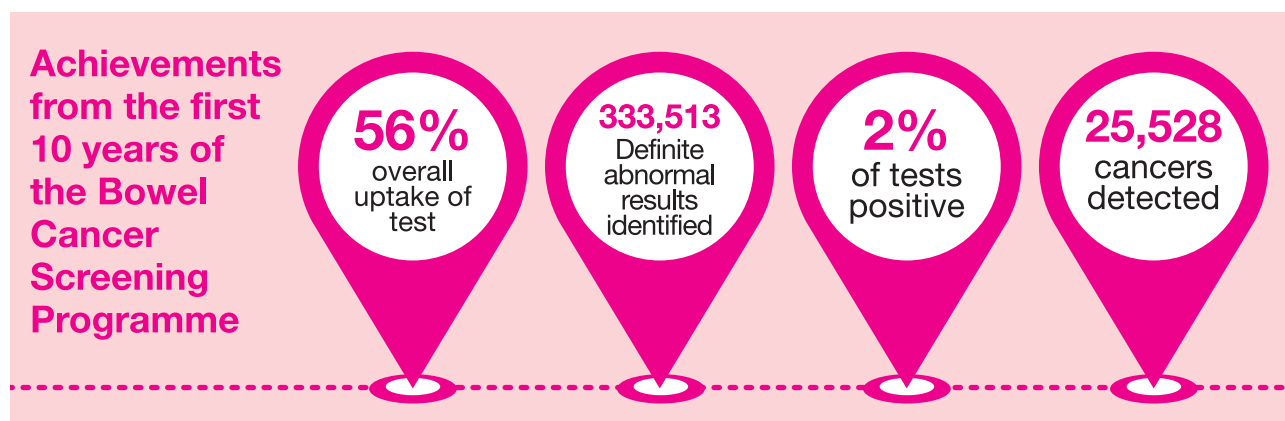 Achievements
from the first
10 years of
the Bowel
Cancer
Screening
Programme
56%
overall
uptake of
test
333,513
Definite
abnormal
results
identified
2%
of tests
positive
25,528
cancers
detected